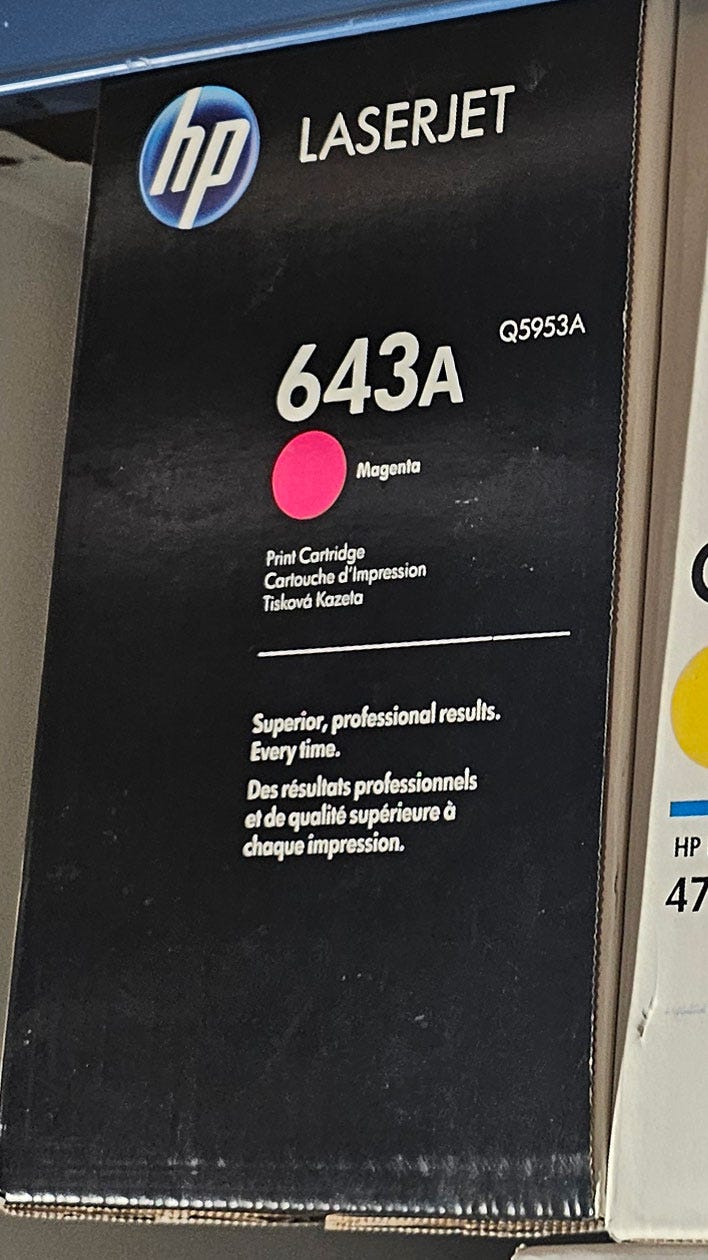 hp LASERJET
Q5953A
643A
Magenta
Print Cartridge
Cartouche d'Impression
Tisková Kazeta
Superior, professional results.
Every time.
Des résultats professionnels
et de qualité supérieure à
chaque impression.
HP
47